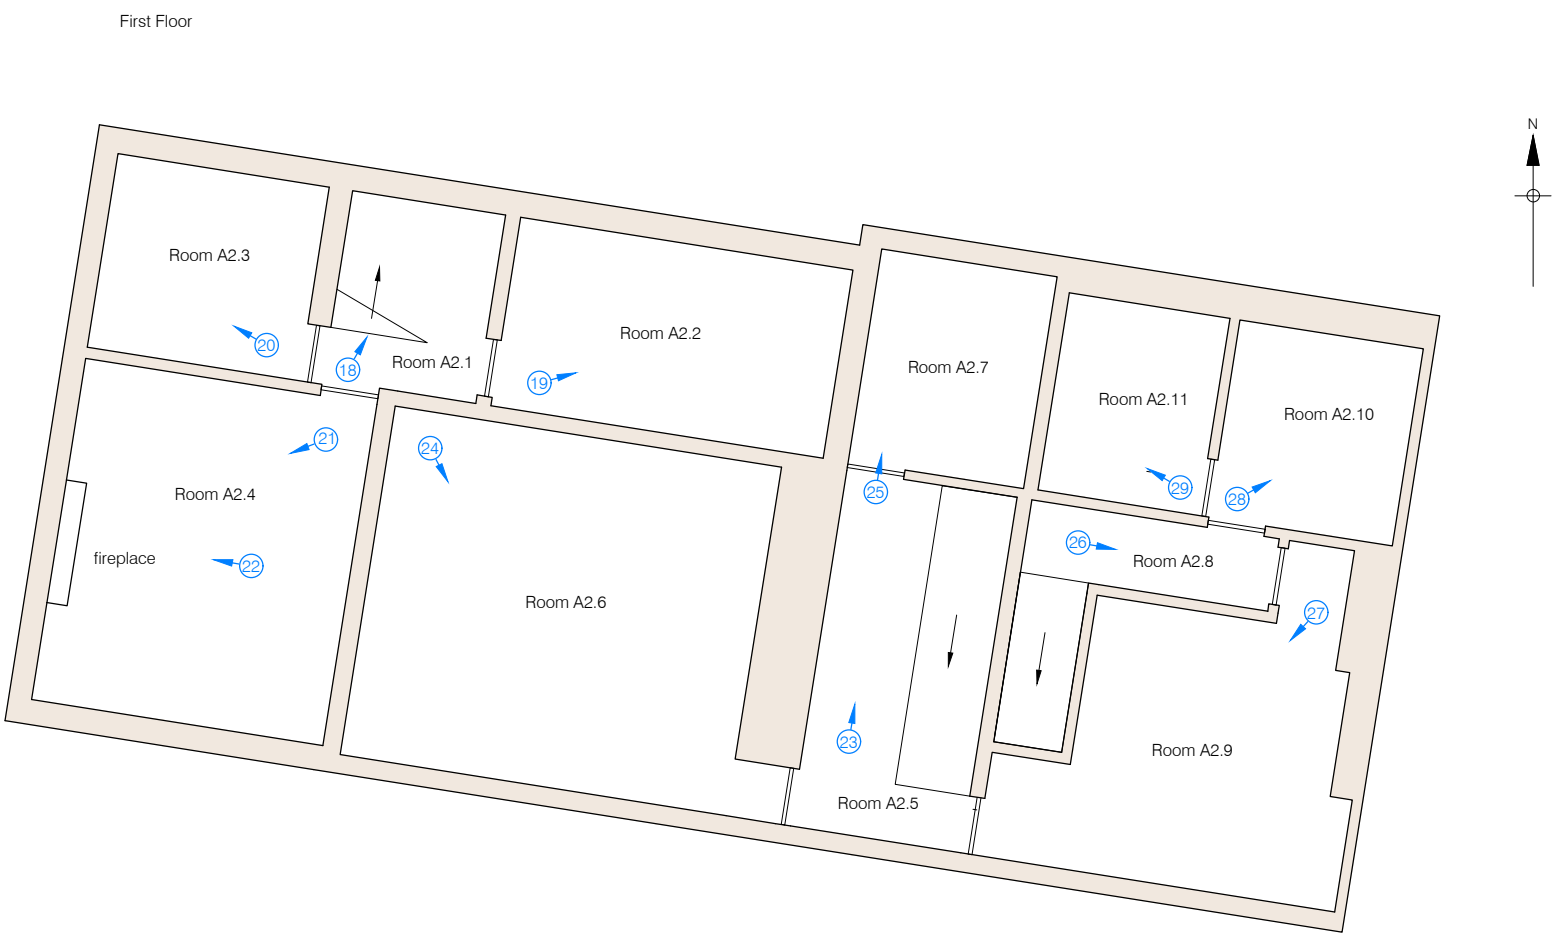 First Floor
N
Room A2.3
Room A2.2
20
18
Room A2.1
19
Room A2.7
Room A2.11
Room A2.10
21
24
Room A2.4
25
29
28
fireplace
22
26
Room A2.8
Room A2.6
27
23
Room A2.9
Room A2.5